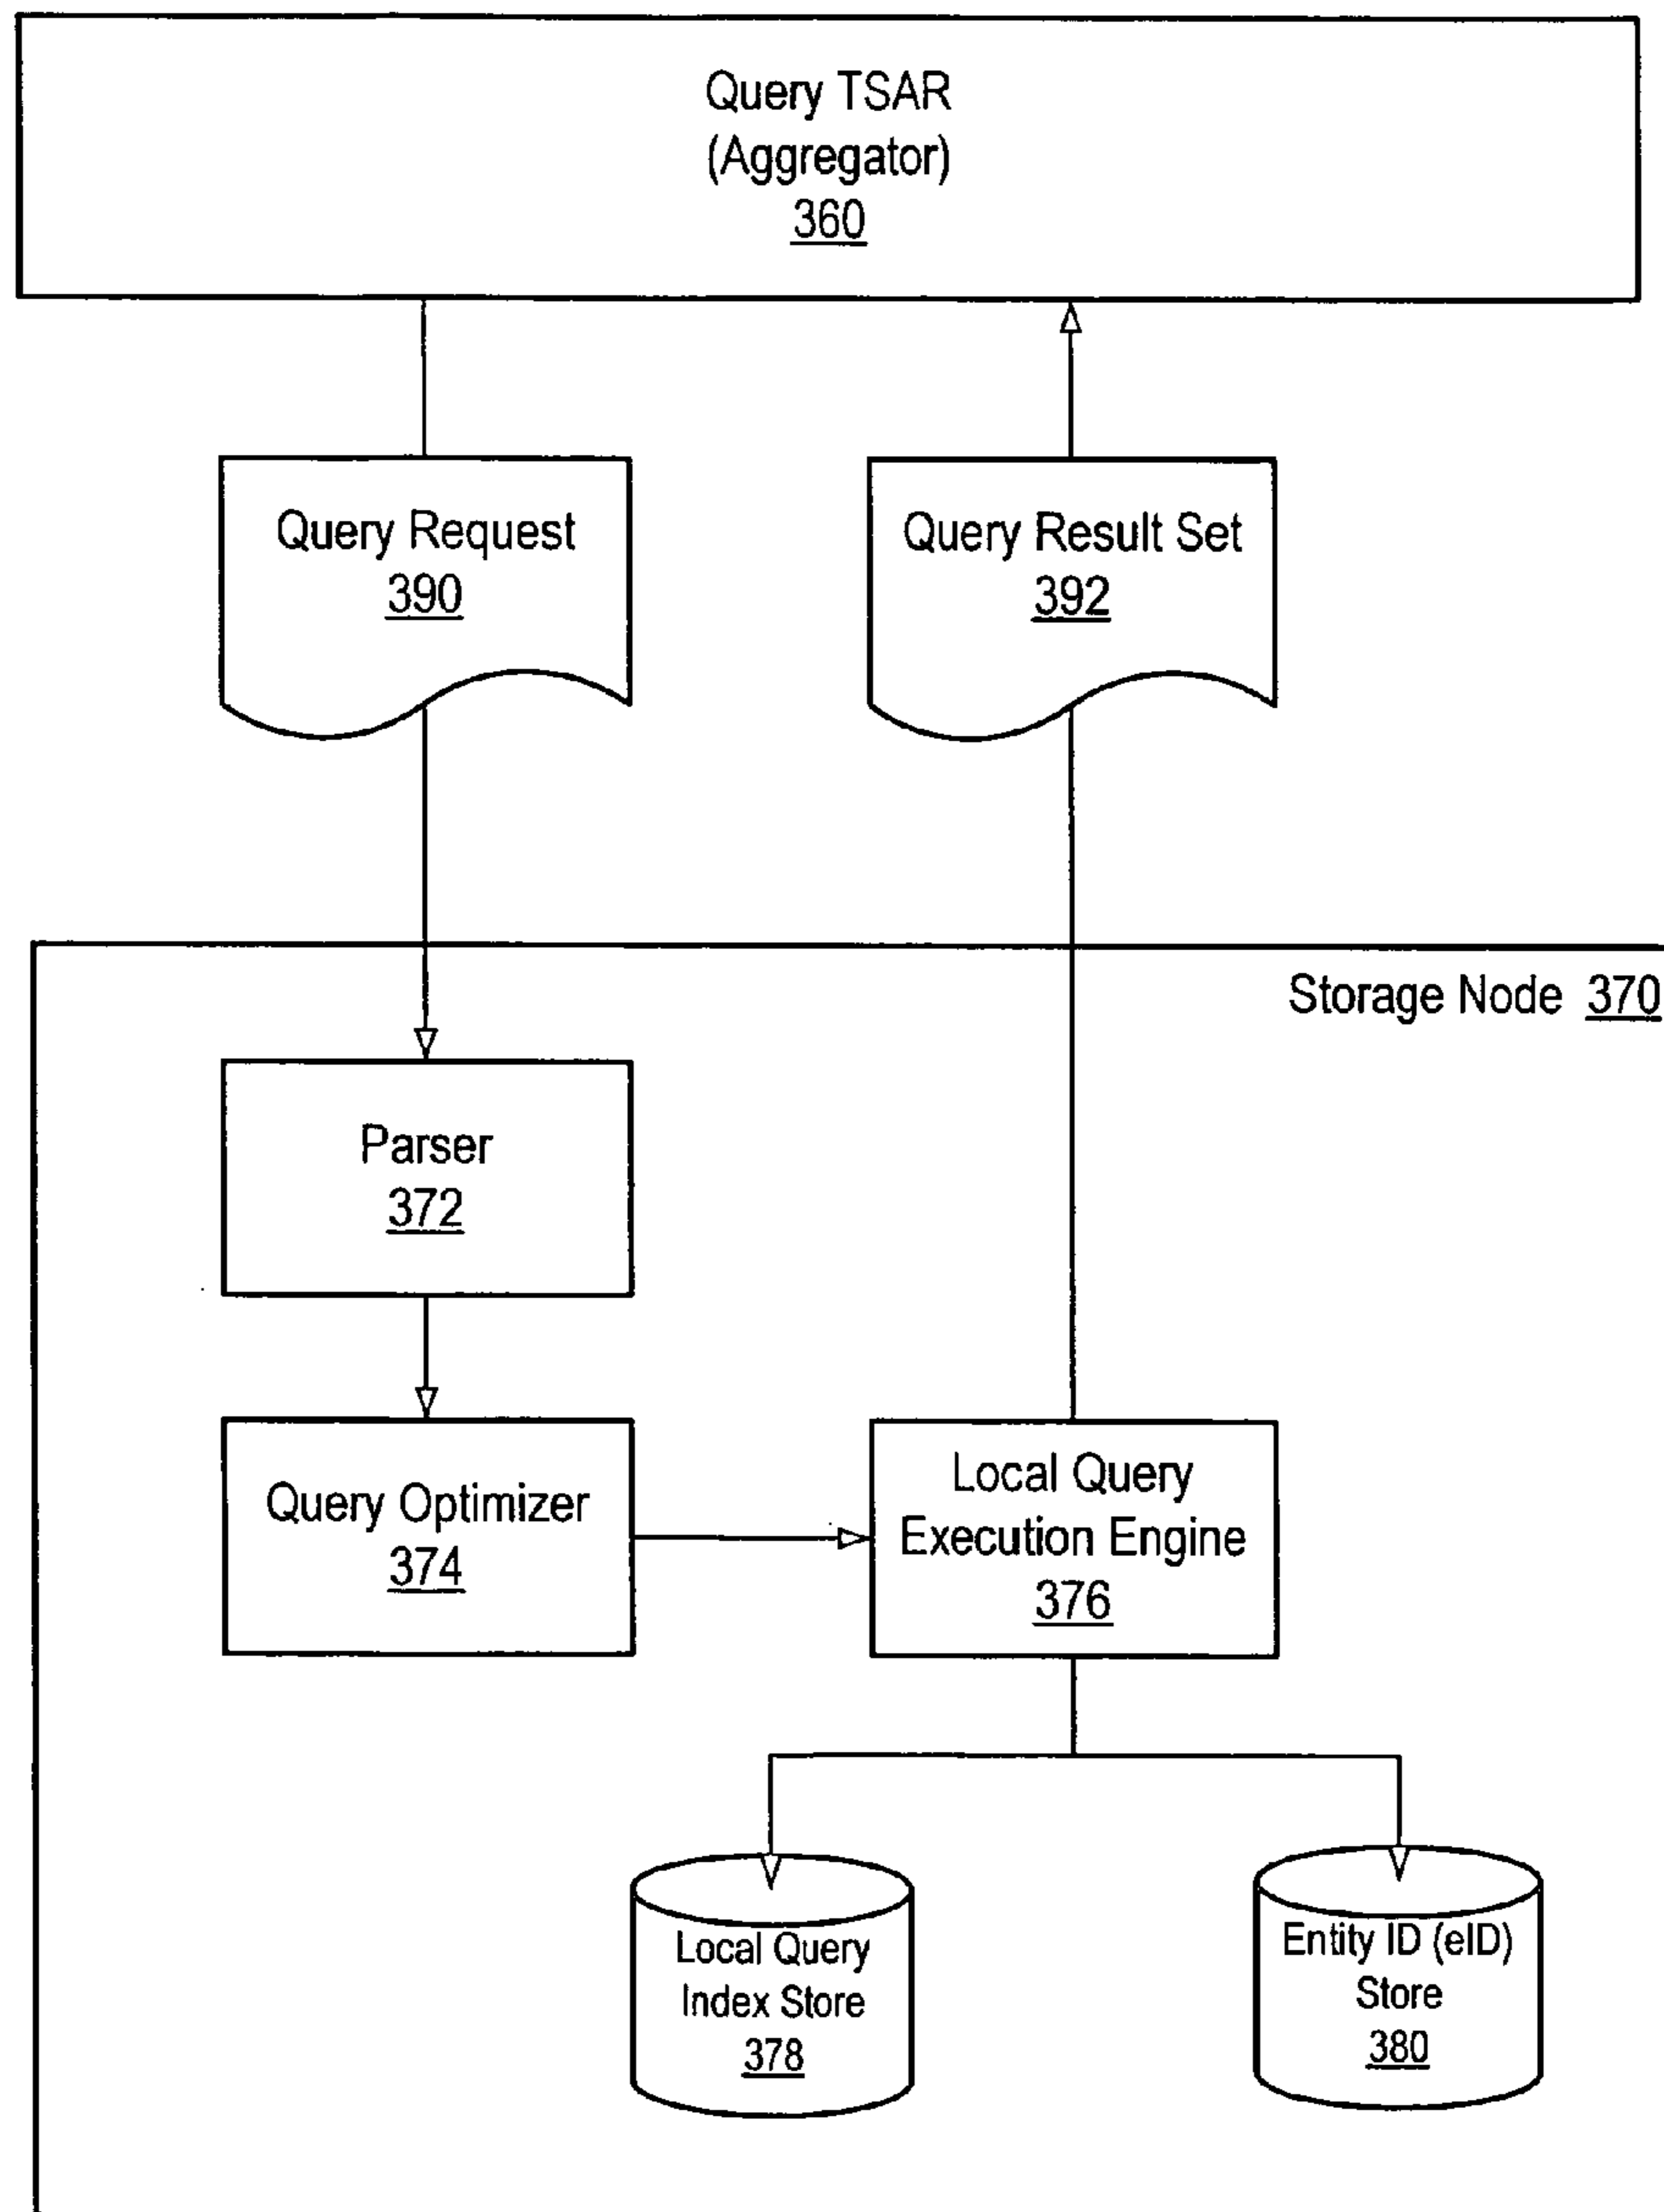 Query TSAR
(Aggregator)
360
Query Request
390
Query Result Set
392
Storage Node 370
Parser
372
Query Optimizer
374
Local Query
Execution Engine
376
Local Query
Index Store
378
Entity ID (eID)
Store
380